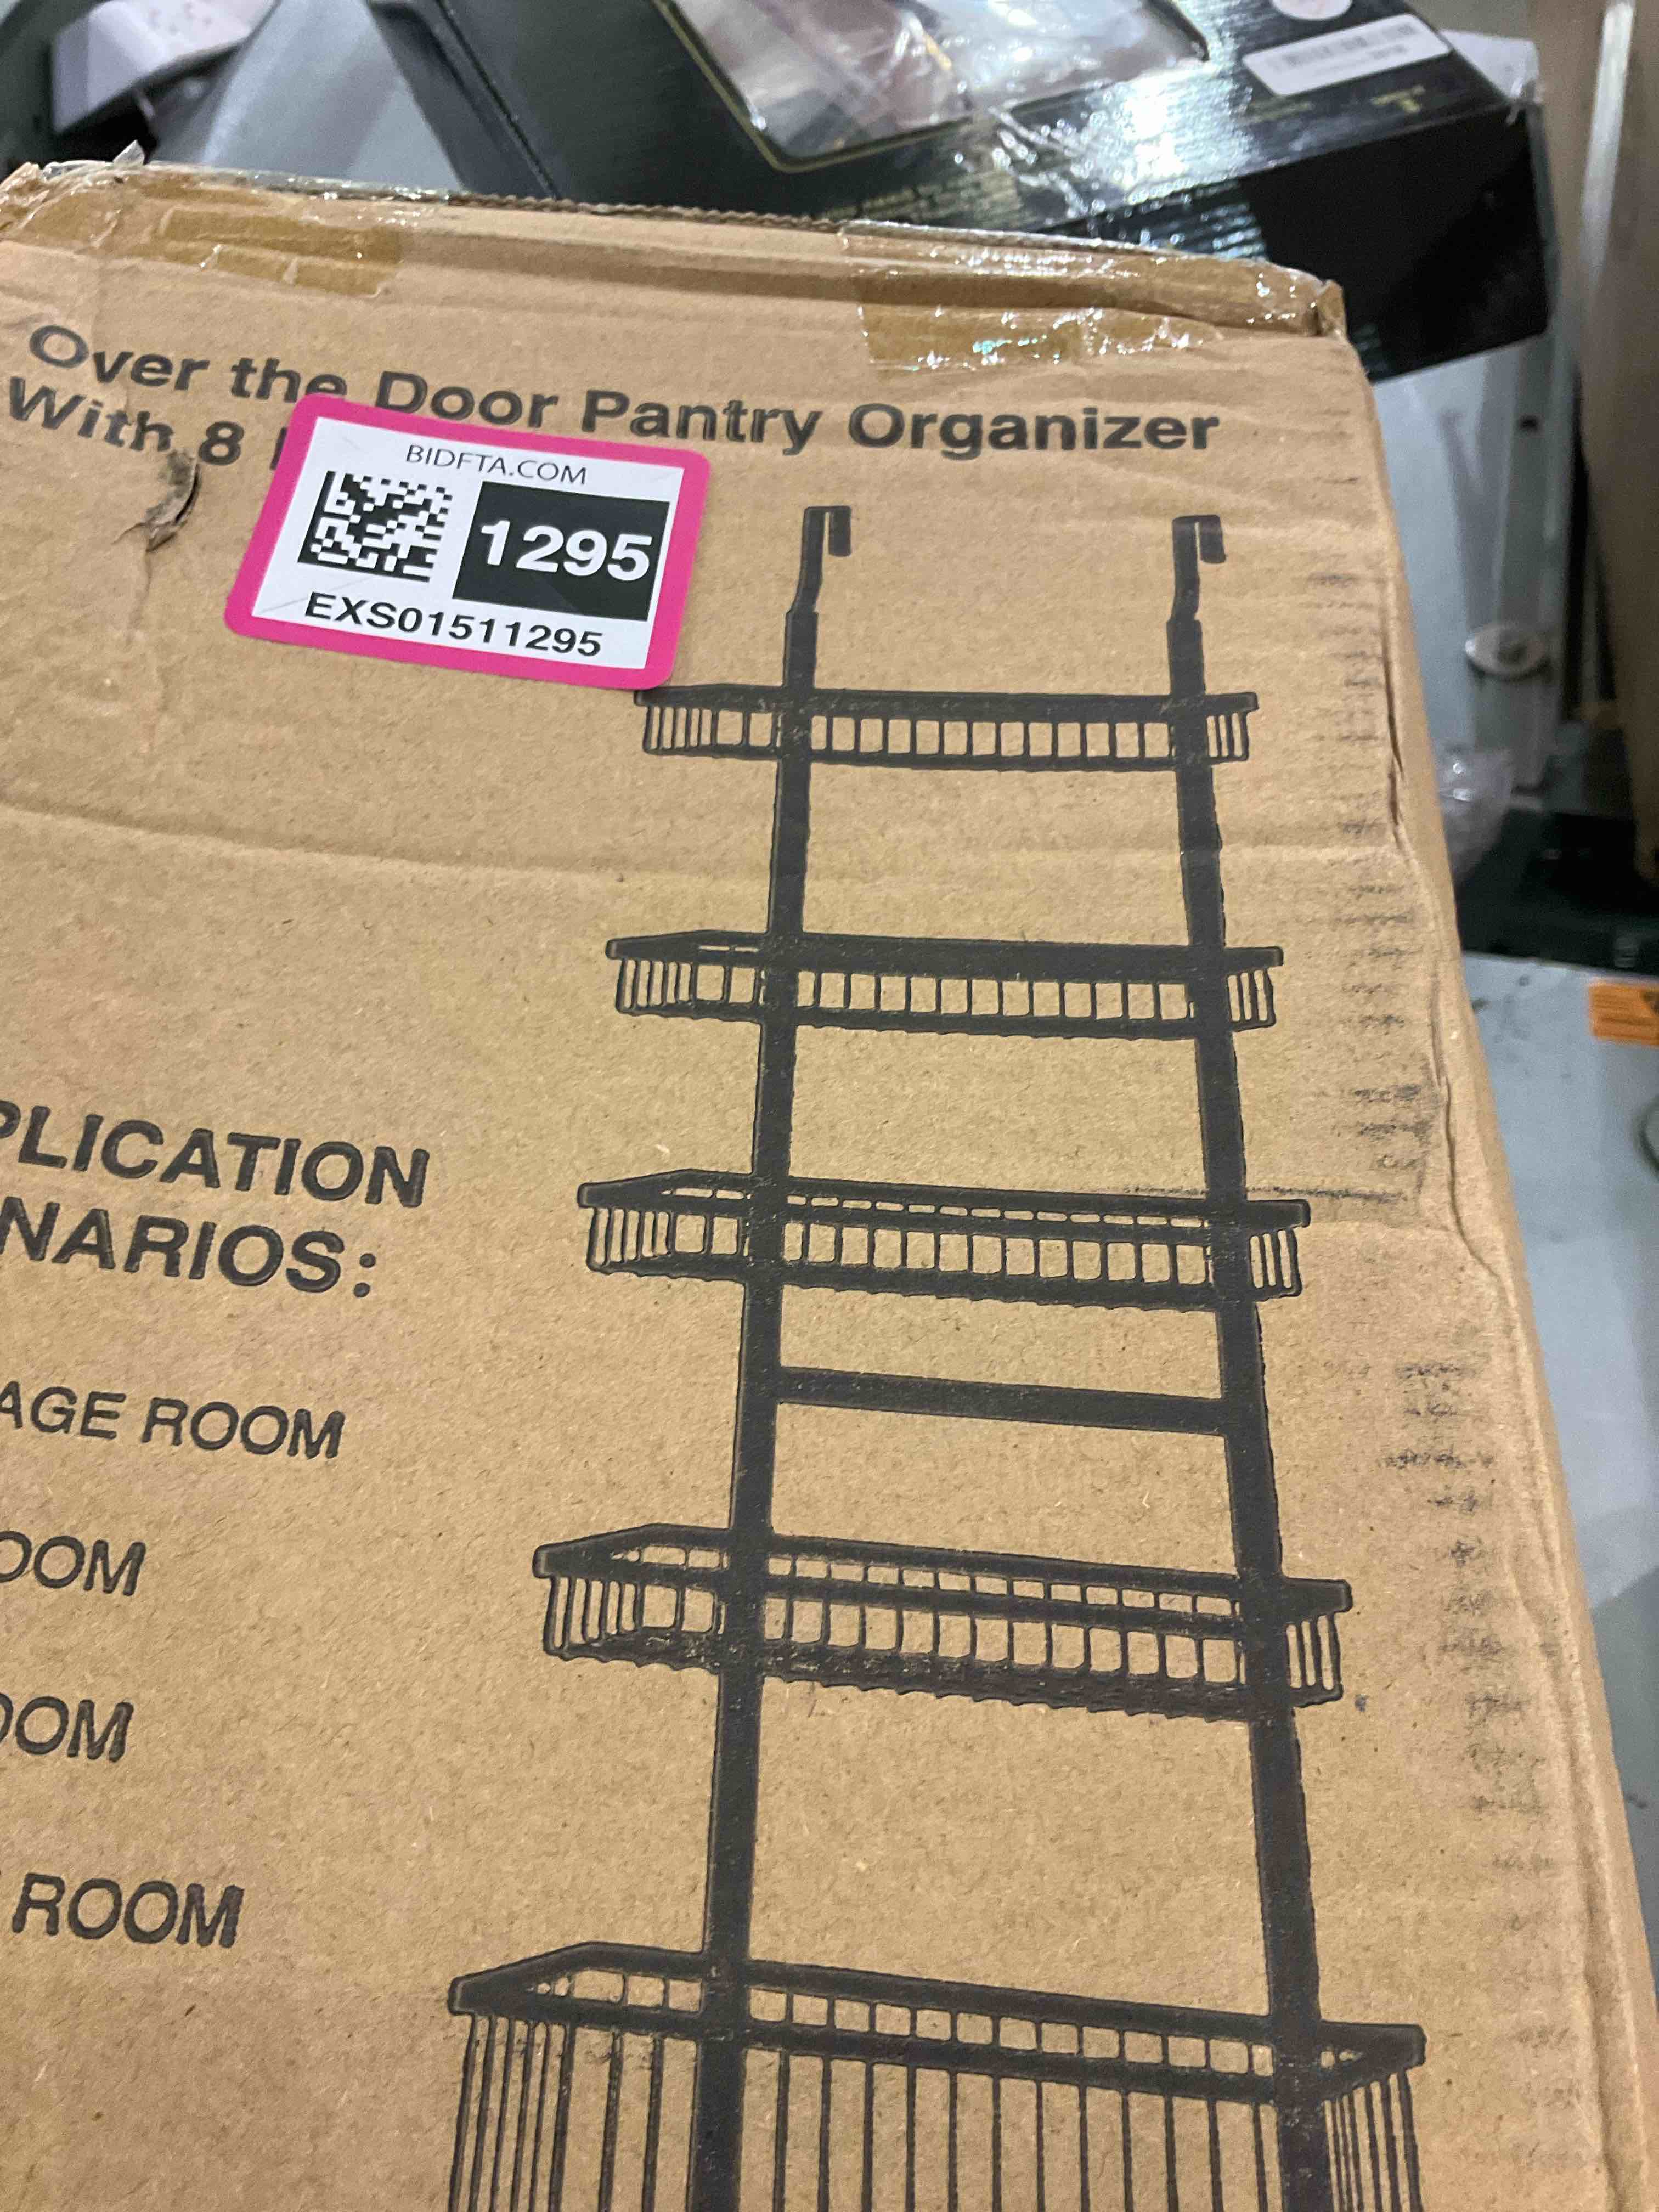 Over the Door Pantry Organizer
With 8
BIDFTA.COM
1295
EXS01511295
PLICATION
NARIOS:
AGE ROOM
OOM
OOM
ROOM